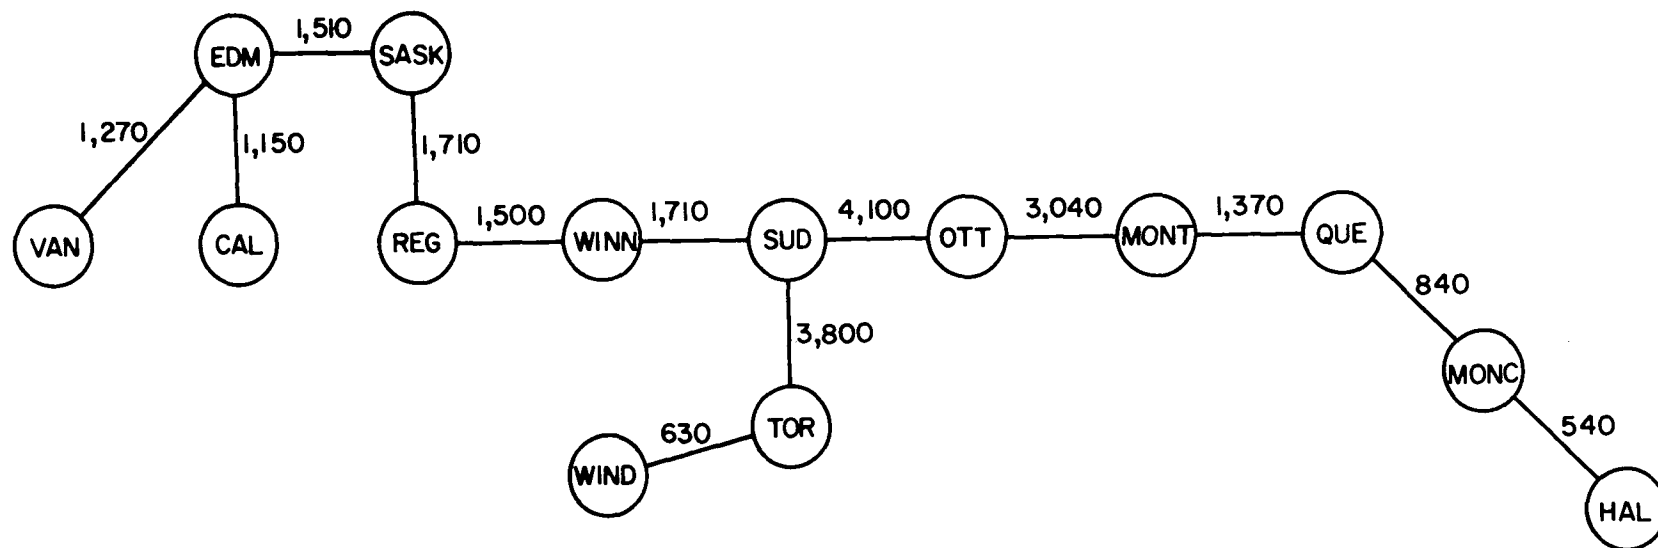 1,510
EDM
SASK
1,270
1,150
1,710
VAN
CAL
REG
1,500
WINN
1,710
SUD
4,100
OTT
3,040
MONT
1,370
QUE
840
3,800
MONC
540
TOR
630
WIND
HAL